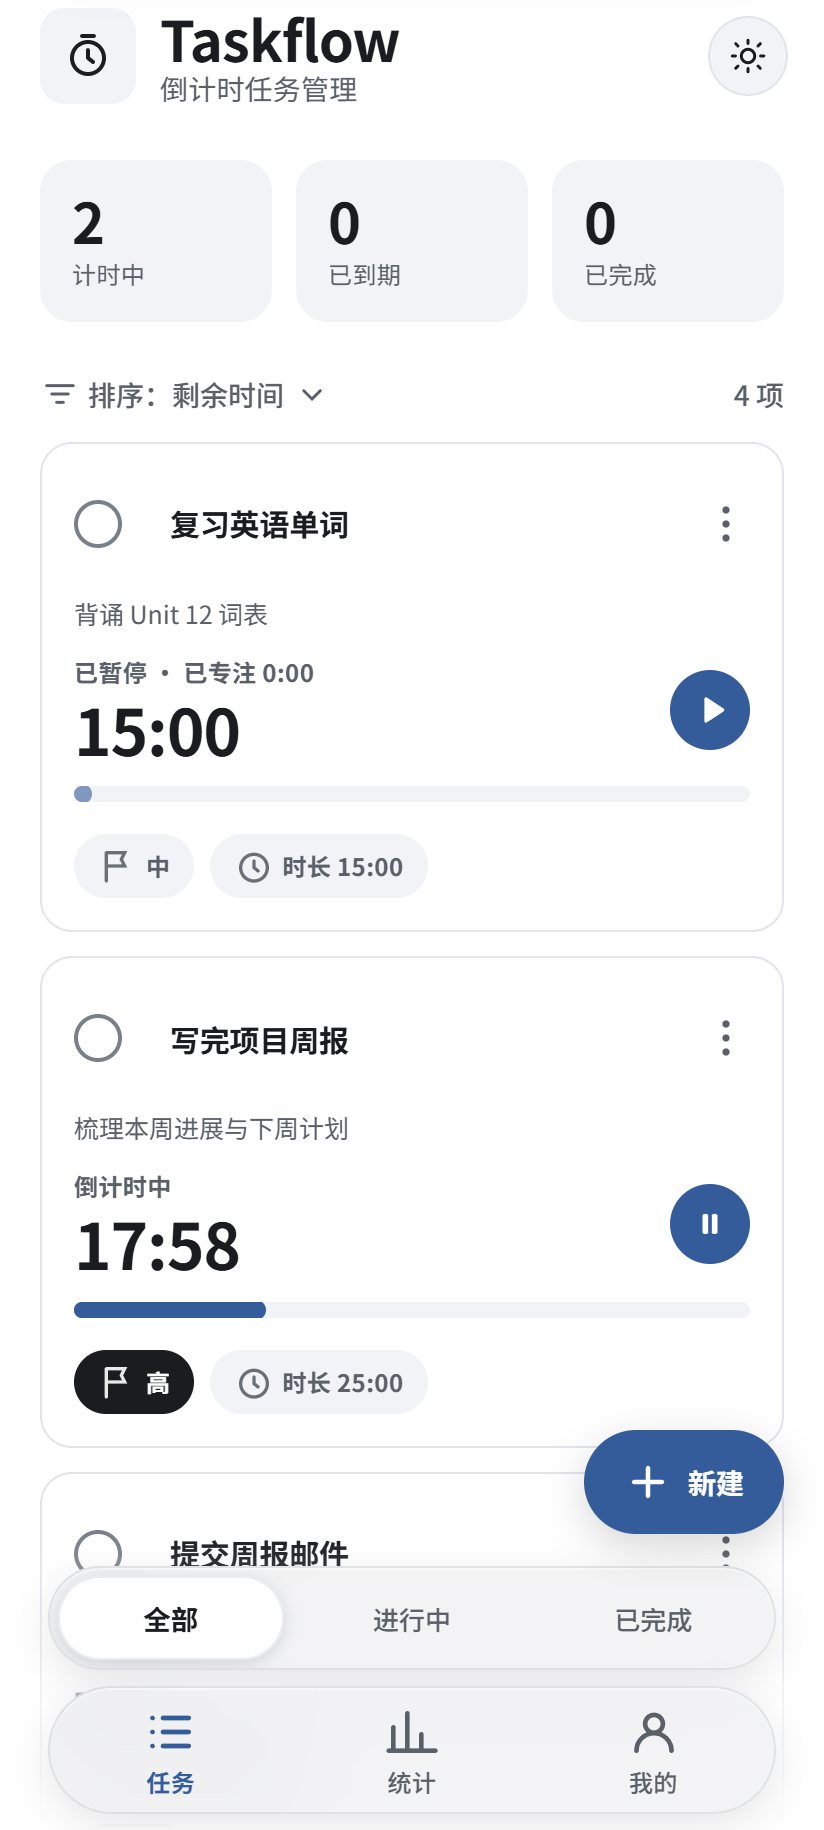 Taskflow
倒计时任务管理
2
计时中
0
已到期
0
已完成
排序：剩余时间
4 项
复习英语单词
背诵 Unit 12 词表
已暂停 • 已专注 0:00
15:00
中
时长 15:00
写完项目周报
梳理本周进展与下周计划
倒计时中
17:58
高
时长 25:00
新建
提交周报邮件
全部
进行中
已完成
任务
统计
我的